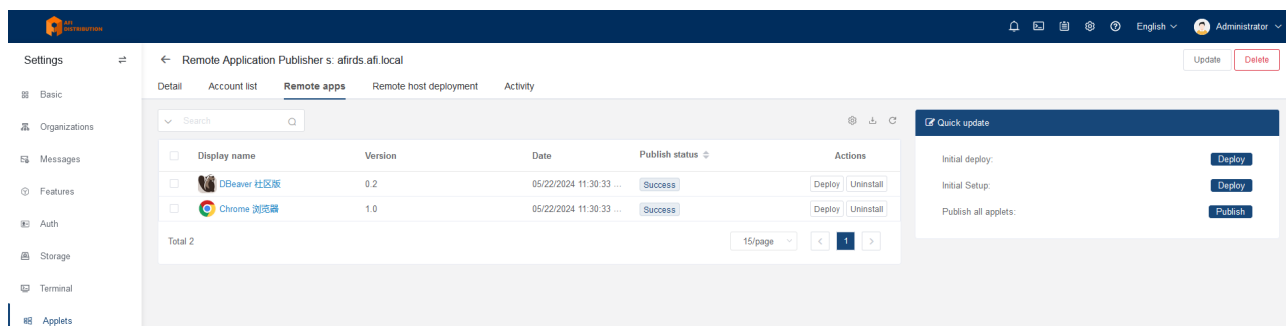 AFI
DISTRIBUTION
English
Administrator
Settings
Remote Application Publisher s: afirds.afi.local
Update
Delete
Detail
Account list
Remote apps
Remote host deployment
Activity
Basic
Organizations
Messages
Features
Auth
Storage
Terminal
Applets
Search
Display name Version Date Publish status Actions
DBeaver 社区版 0.2 05/22/2024 11:30:33 ... Success Deploy Uninstall
Chrome 浏览器 1.0 05/22/2024 11:30:33 ... Success Deploy Uninstall
Total 2
15/page
1
Quick update
Initial deploy: Deploy
Initial Setup: Deploy
Publish all applets: Publish